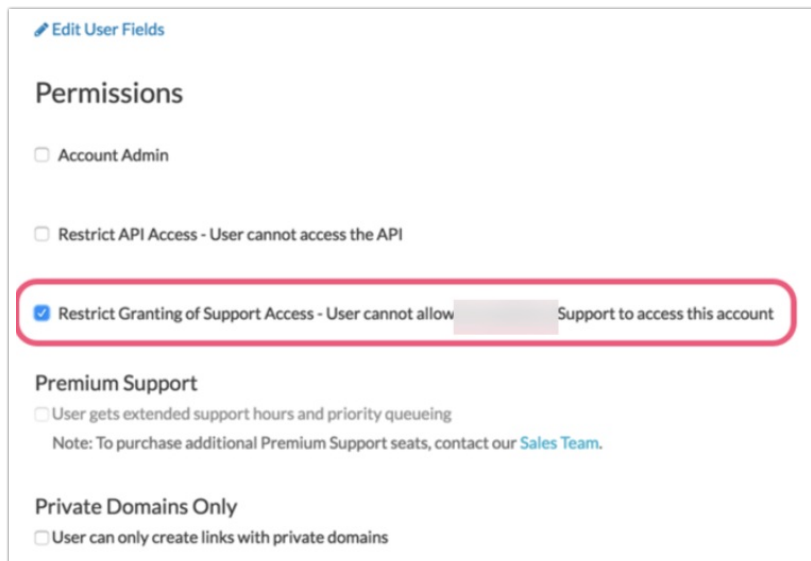 Edit User Fields
Permissions
Account Admin
Restrict API Access - User cannot access the API
Restrict Granting of Support Access - User cannot allow Support to access this account
Premium Support
User gets extended support hours and priority queueing
Note: To purchase additional Premium Support seats, contact our Sales Team.
Private Domains Only
User can only create links with private domains